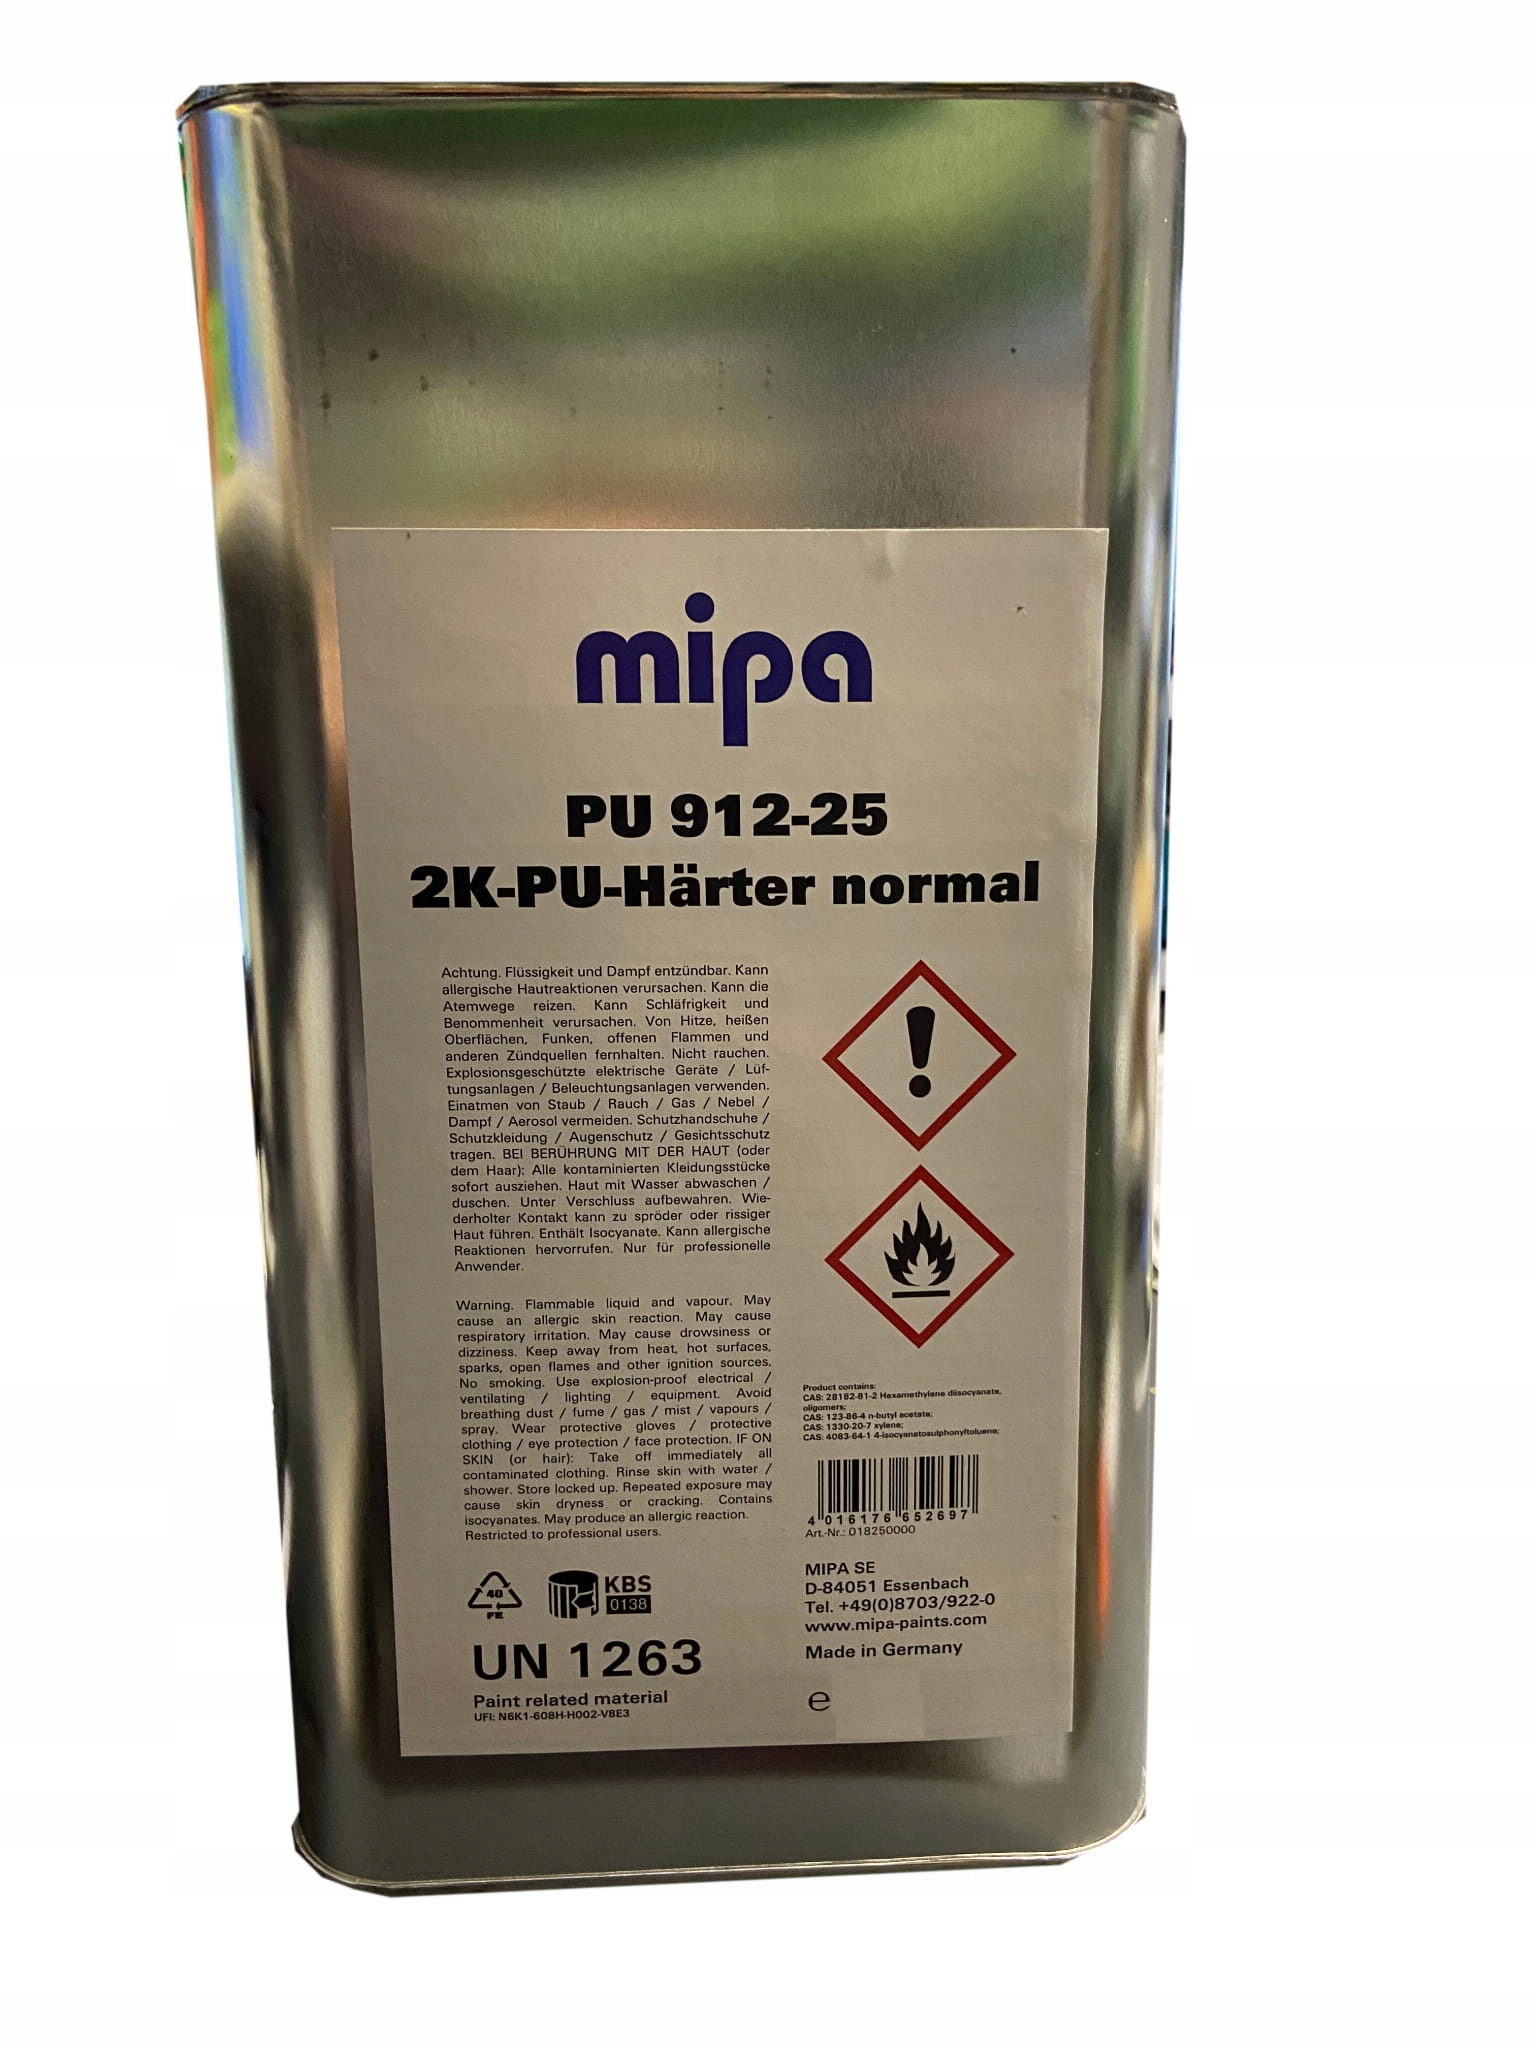 mipa
PU 912-25
2K-PU-Härter normal
Achtung. Flüssigkeit und Dampf entzündbar. Kann
allergische Hautreaktionen verursachen. Kann die
Atemwege reizen. Kann Schläfrigkeit und
Benommenheit verursachen. Von Hitze, heißen
Oberflächen, Funken, offenen Flammen und
anderen Zündquellen fernhalten. Nicht rauchen.
Explosionsgeschützte elektrische Geräte / Lüf-
tungsanlagen / Beleuchtungsanlagen verwenden.
Einatmen von Staub / Rauch / Gas / Nebel /
Dampf / Aerosol vermeiden. Schutzhandschuhe /
Schutzkleidung / Augenschutz / Gesichtsschutz
tragen. BEI BERÜHRUNG MIT DER HAUT (oder
dem Haar): Alle kontaminierten Kleidungsstücke
sofort ausziehen. Haut mit Wasser abwaschen /
duschen. Unter Verschluss aufbewahren. Wie-
derholter Kontakt kann zu spröder oder rissiger
Haut führen. Enthält Isocyanate. Kann allergische
Reaktionen hervorrufen. Nur für professionelle
Anwender.
Warning. Flammable liquid and vapour. May
cause an allergic skin reaction. May cause
respiratory irritation. May cause drowsiness or
dizziness. Keep away from heat, hot surfaces,
sparks, open flames and other ignition sources.
No smoking. Use explosion-proof electrical /
ventilating / lighting / equipment. Avoid
breathing dust / fume / gas / mist / vapours /
spray. Wear protective gloves / protective
clothing / eye protection / face protection. IF ON
SKIN (or hair): Take off immediately all
contaminated clothing. Rinse skin with water /
shower. Store locked up. Repeated exposure may
cause skin dryness or cracking. Contains
isocyanates. May produce an allergic reaction.
Restricted to professional users.
Product contains:
CAS: 28182-81-2 Hexamethylene diisocyanate,
oligomers;
CAS: 123-86-4 n-butyl acetate;
CAS: 1330-20-7 xylene;
CAS: 4083-64-1 4-isocyanatosulphonyltoluene;
4 016176 652697
Art.-Nr.: 018250000
40
FE
KBS
0138
UN 1263
Paint related material
UFI: N6K1-608H-H002-V8E3
MIPA SE
D-84051 Essenbach
Tel. +49(0)8703/922-0
www.mipa-paints.com
Made in Germany
e